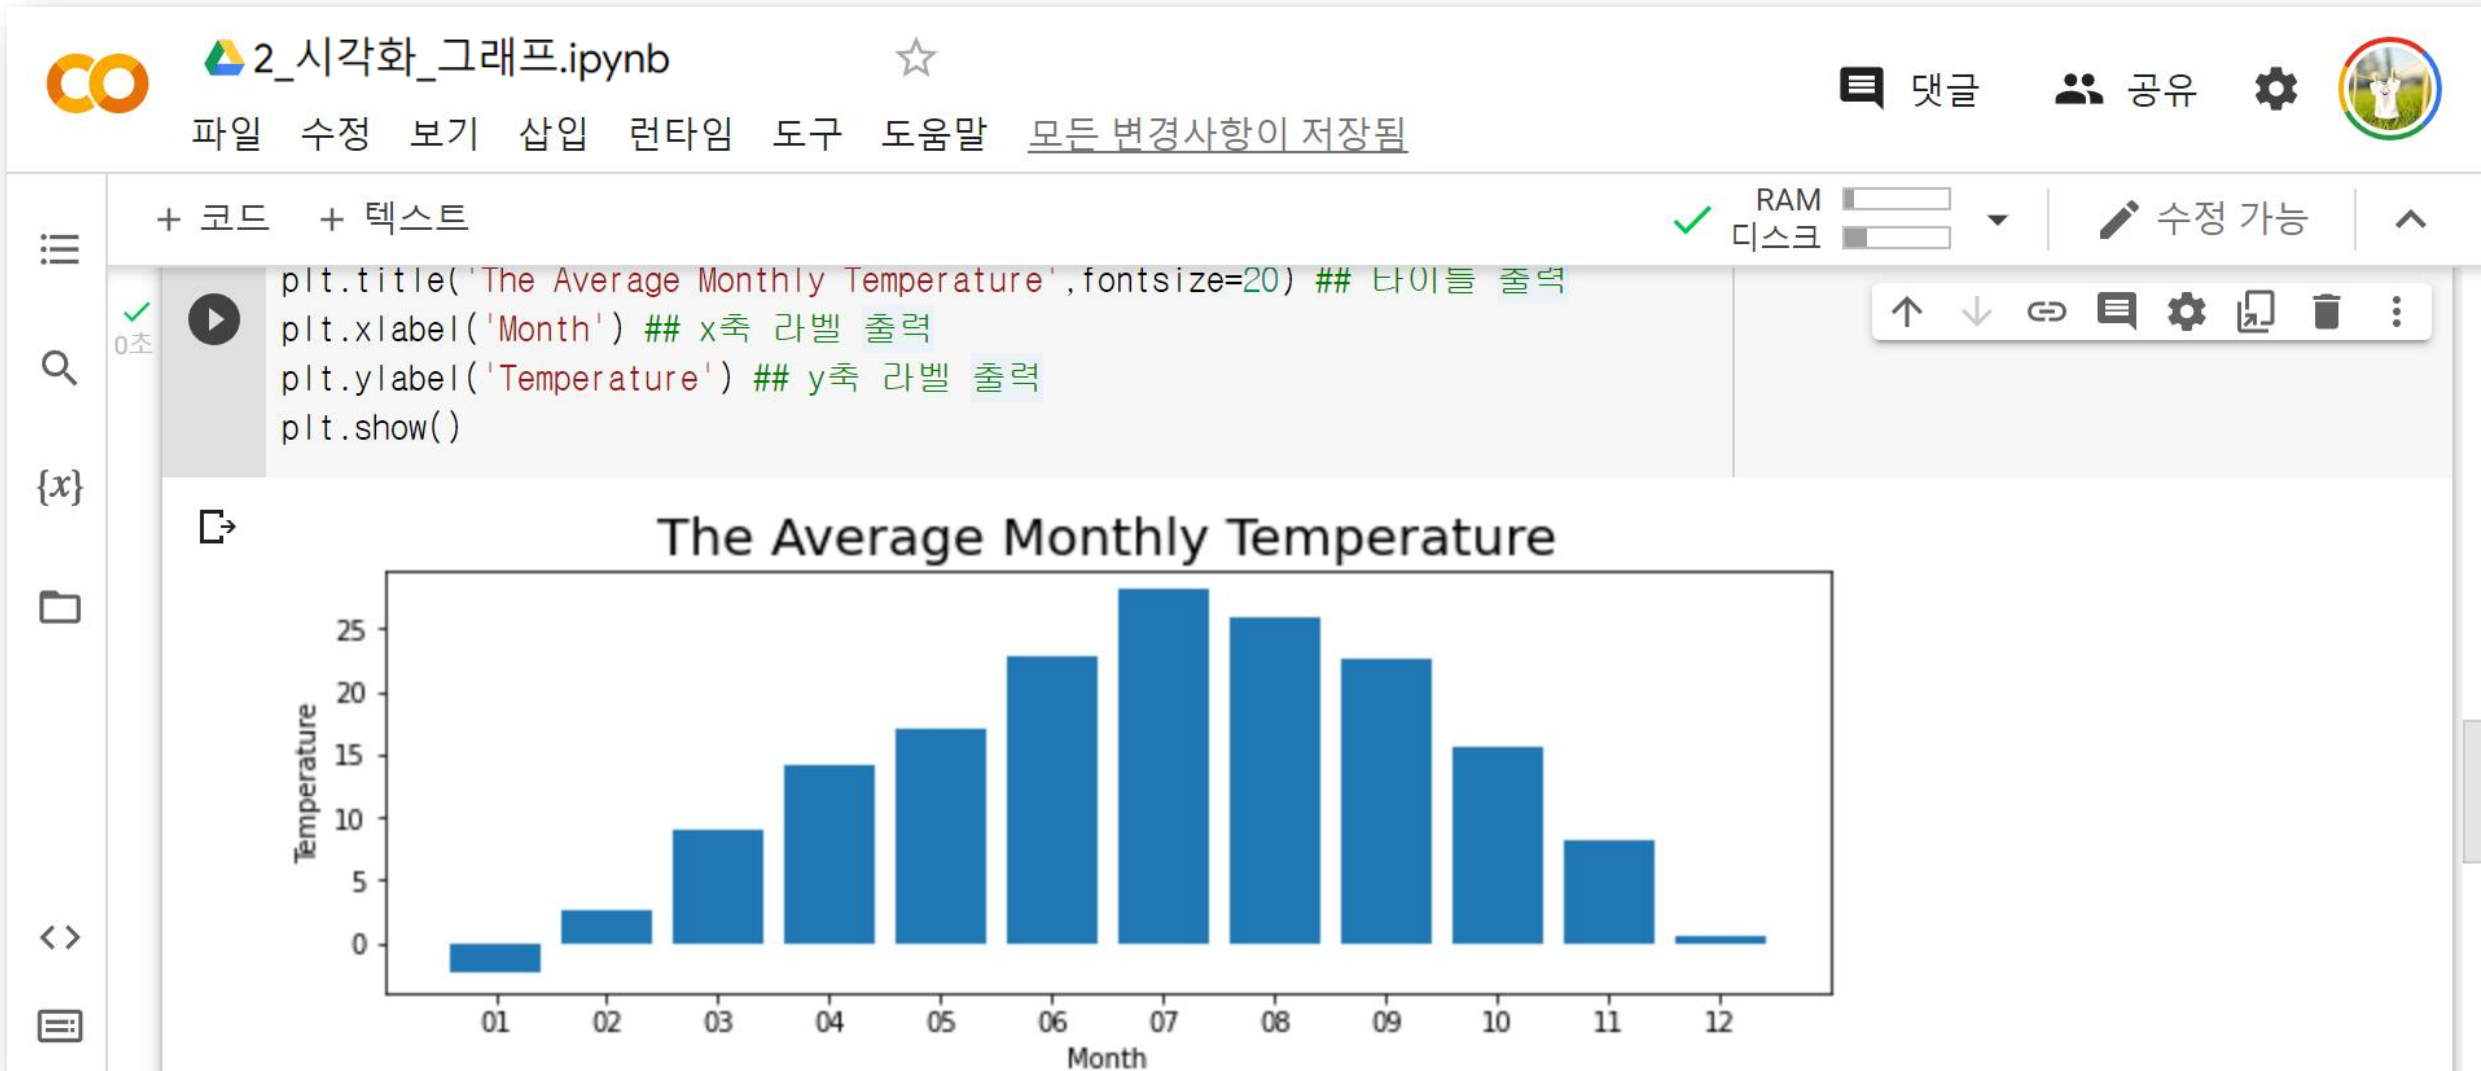 2_시각화_그래프.ipynb
댓글
공유
파일 수정 보기 삽입 런타임 도구 도움말 모든 변경사항이 저장됨
+ 코드 + 텍스트
RAM
디스크
수정 가능
plt.title('The Average Monthly Temperature',fontsize=20) ## 타이틀 출력
0초
plt.xlabel('Month') ## x축 라벨 출력
plt.ylabel('Temperature') ## y축 라벨 출력
plt.show()
{x}
The Average Monthly Temperature
25
20
15
10
5
0
Temperature
01 02 03 04 05 06 07 08 09 10 11 12
Month